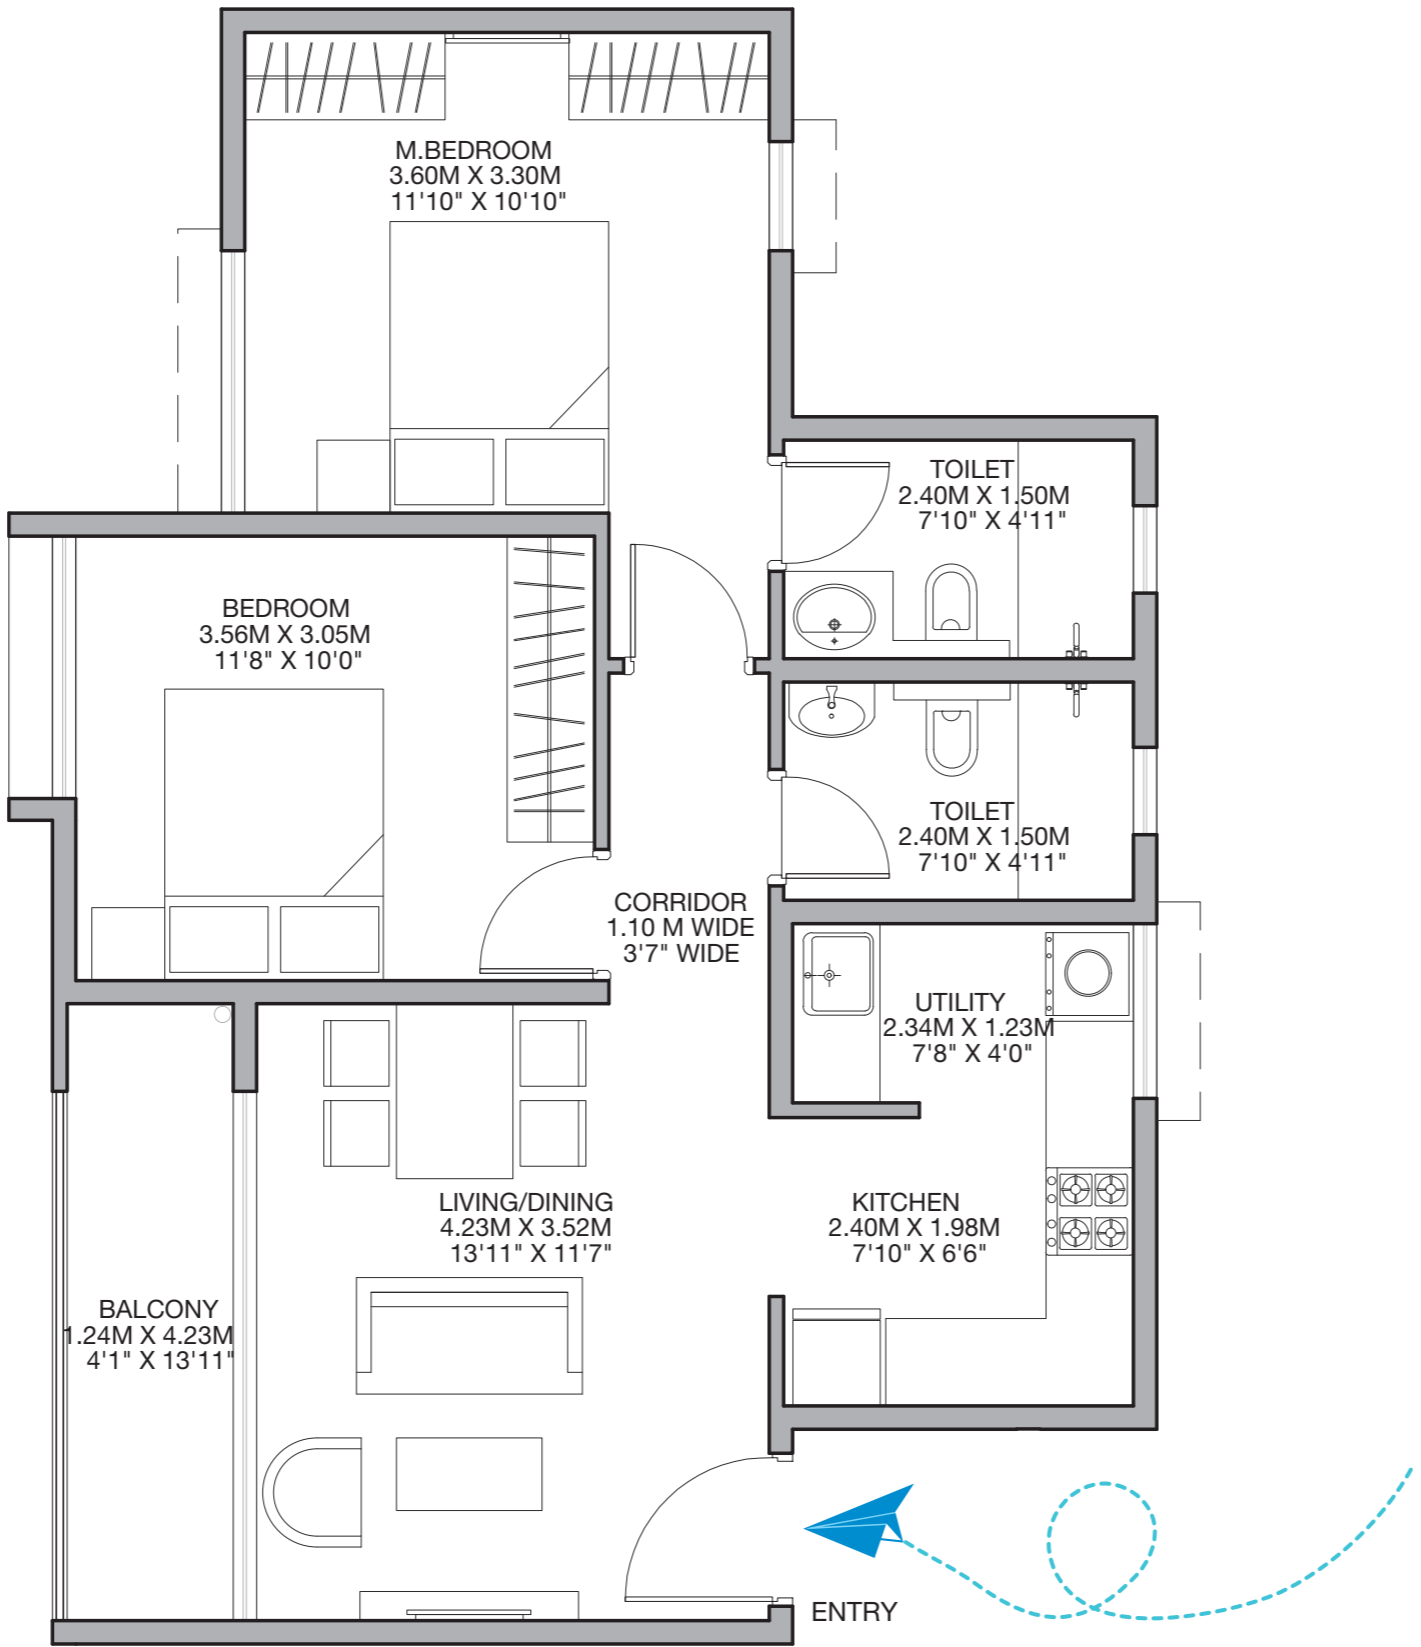 M.BEDROOM
3.60M X 3.30M
11'10" X 10'10"
TOILET
2.40M X 1.50M
7'10" X 4'11"
BEDROOM
3.56M X 3.05M
11'8" X 10'0"
TOILET
2.40M X 1.50M
7'10" X 4'11"
CORRIDOR
1.10 M WIDE
3'7" WIDE
UTILITY
2.34M X 1.23M
7'8" X 4'0"
LIVING/DINING
4.23M X 3.52M
13'11" X 11'7"
KITCHEN
2.40M X 1.98M
7'10" X 6'6"
BALCONY
1.24M X 4.23M
4'1" X 13'11"
ENTRY